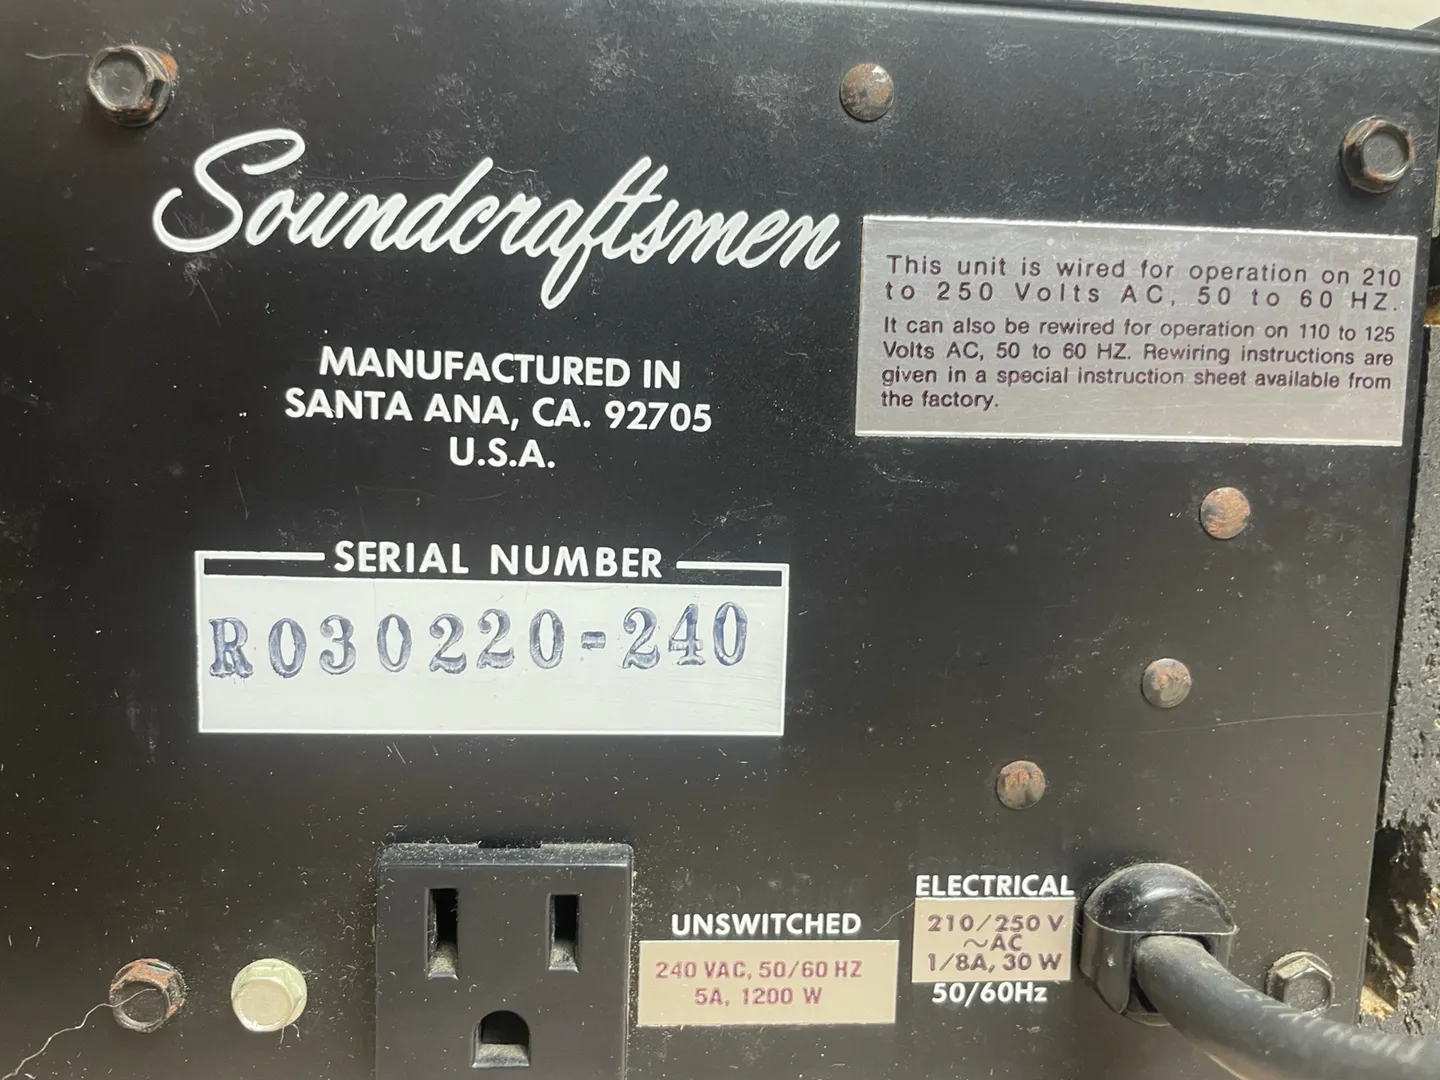 Soundcraftsmen
MANUFACTURED IN
SANTA ANA, CA. 92705
U.S.A.
This unit is wired for operation on 210
to 250 Volts AC, 50 to 60 HZ.
It can also be rewired for operation on 110 to 125
Volts AC, 50 to 60 HZ. Rewiring instructions are
given in a special instruction sheet available from
the factory.
SERIAL NUMBER
R030220-240
UNSWITCHED
240 VAC, 50/60 HZ
5A, 1200 W
ELECTRICAL
210/250 V
~AC
1/8A, 30 W
50/60Hz